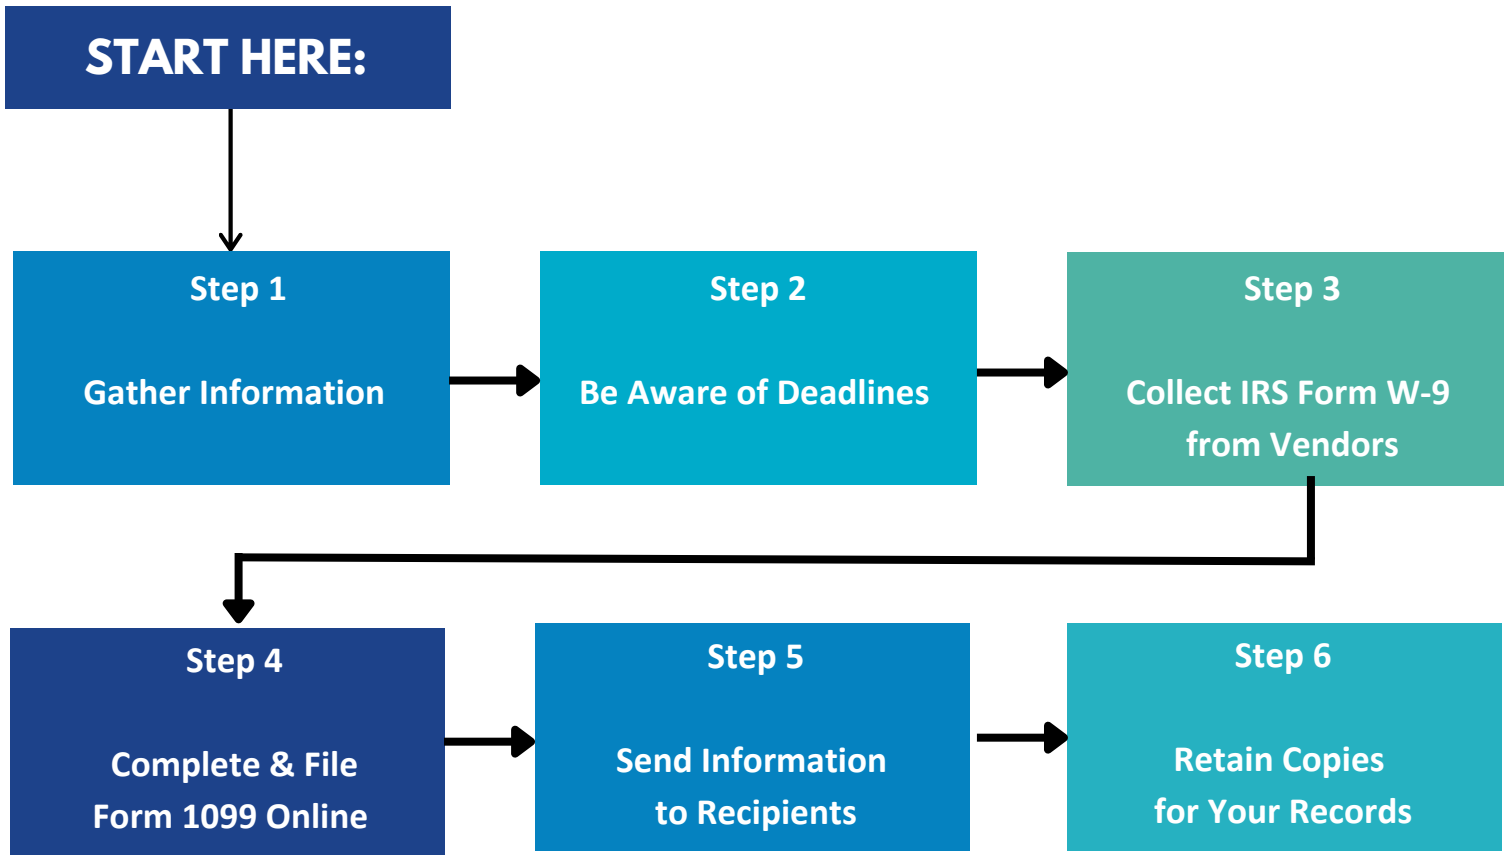 START HERE:
Step 1
Gather Information
Step 2
Be Aware of Deadlines
Step 3
Collect IRS Form W-9
from Vendors
Step 4
Complete & File
Form 1099 Online
Step 5
Send Information
to Recipients
Step 6
Retain Copies
for Your Records